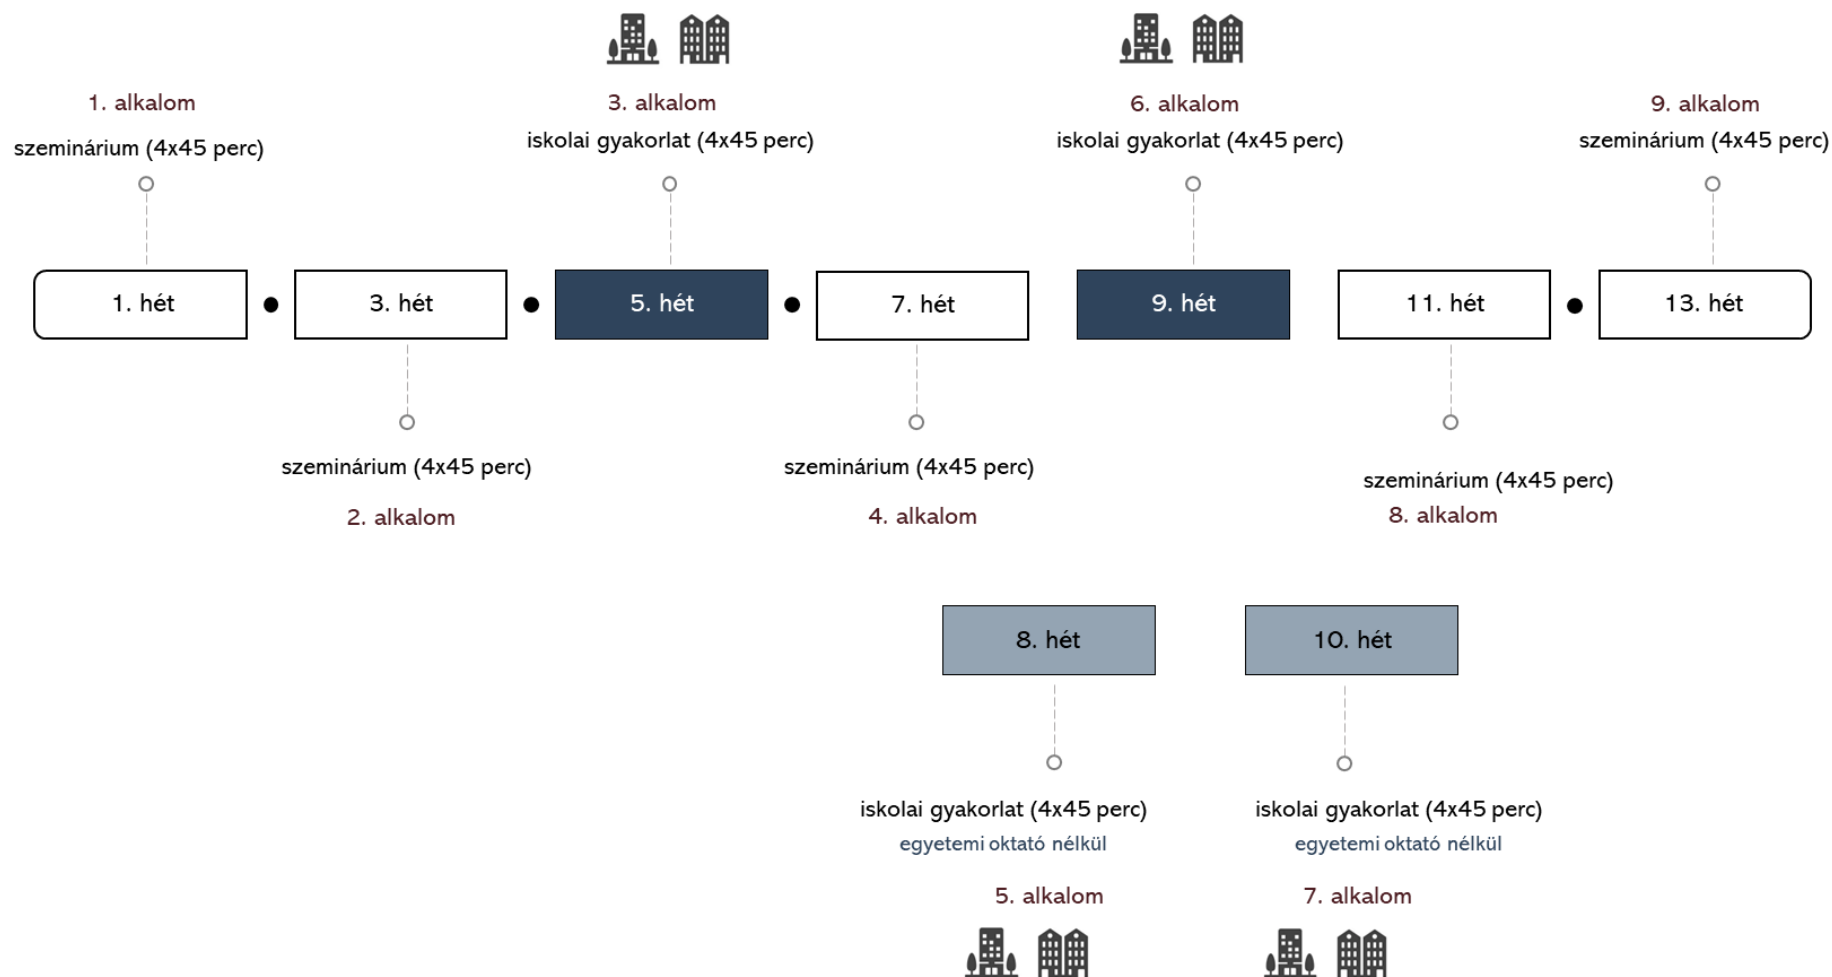 1. alkalom
szeminárium (4x45 perc)
3. alkalom
iskolai gyakorlat (4x45 perc)
6. alkalom
iskolai gyakorlat (4x45 perc)
9. alkalom
szeminárium (4x45 perc)
1. hét
3. hét
5. hét
7. hét
9. hét
11. hét
13. hét
szeminárium (4x45 perc)
2. alkalom
szeminárium (4x45 perc)
4. alkalom
szeminárium (4x45 perc)
8. alkalom
8. hét
10. hét
iskolai gyakorlat (4x45 perc)
egyetemi oktató nélkül
5. alkalom
iskolai gyakorlat (4x45 perc)
egyetemi oktató nélkül
7. alkalom